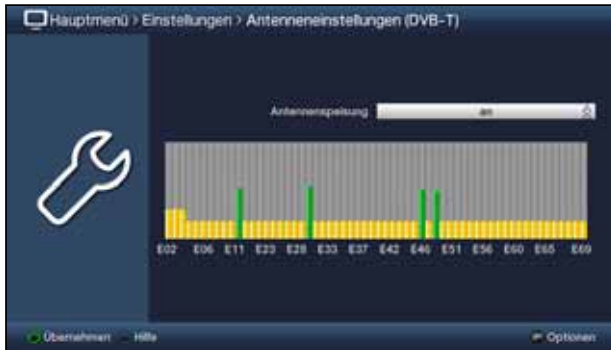 Hauptmenü > Einstellungen > Antenneneinstellungen (DVB-T)
Antennenspeisung an
E02 E06 E11 E23 E28 E33 E37 E42 E46 E51 E56 E60 E65 E69
Übernehmen Hilfe Optionen